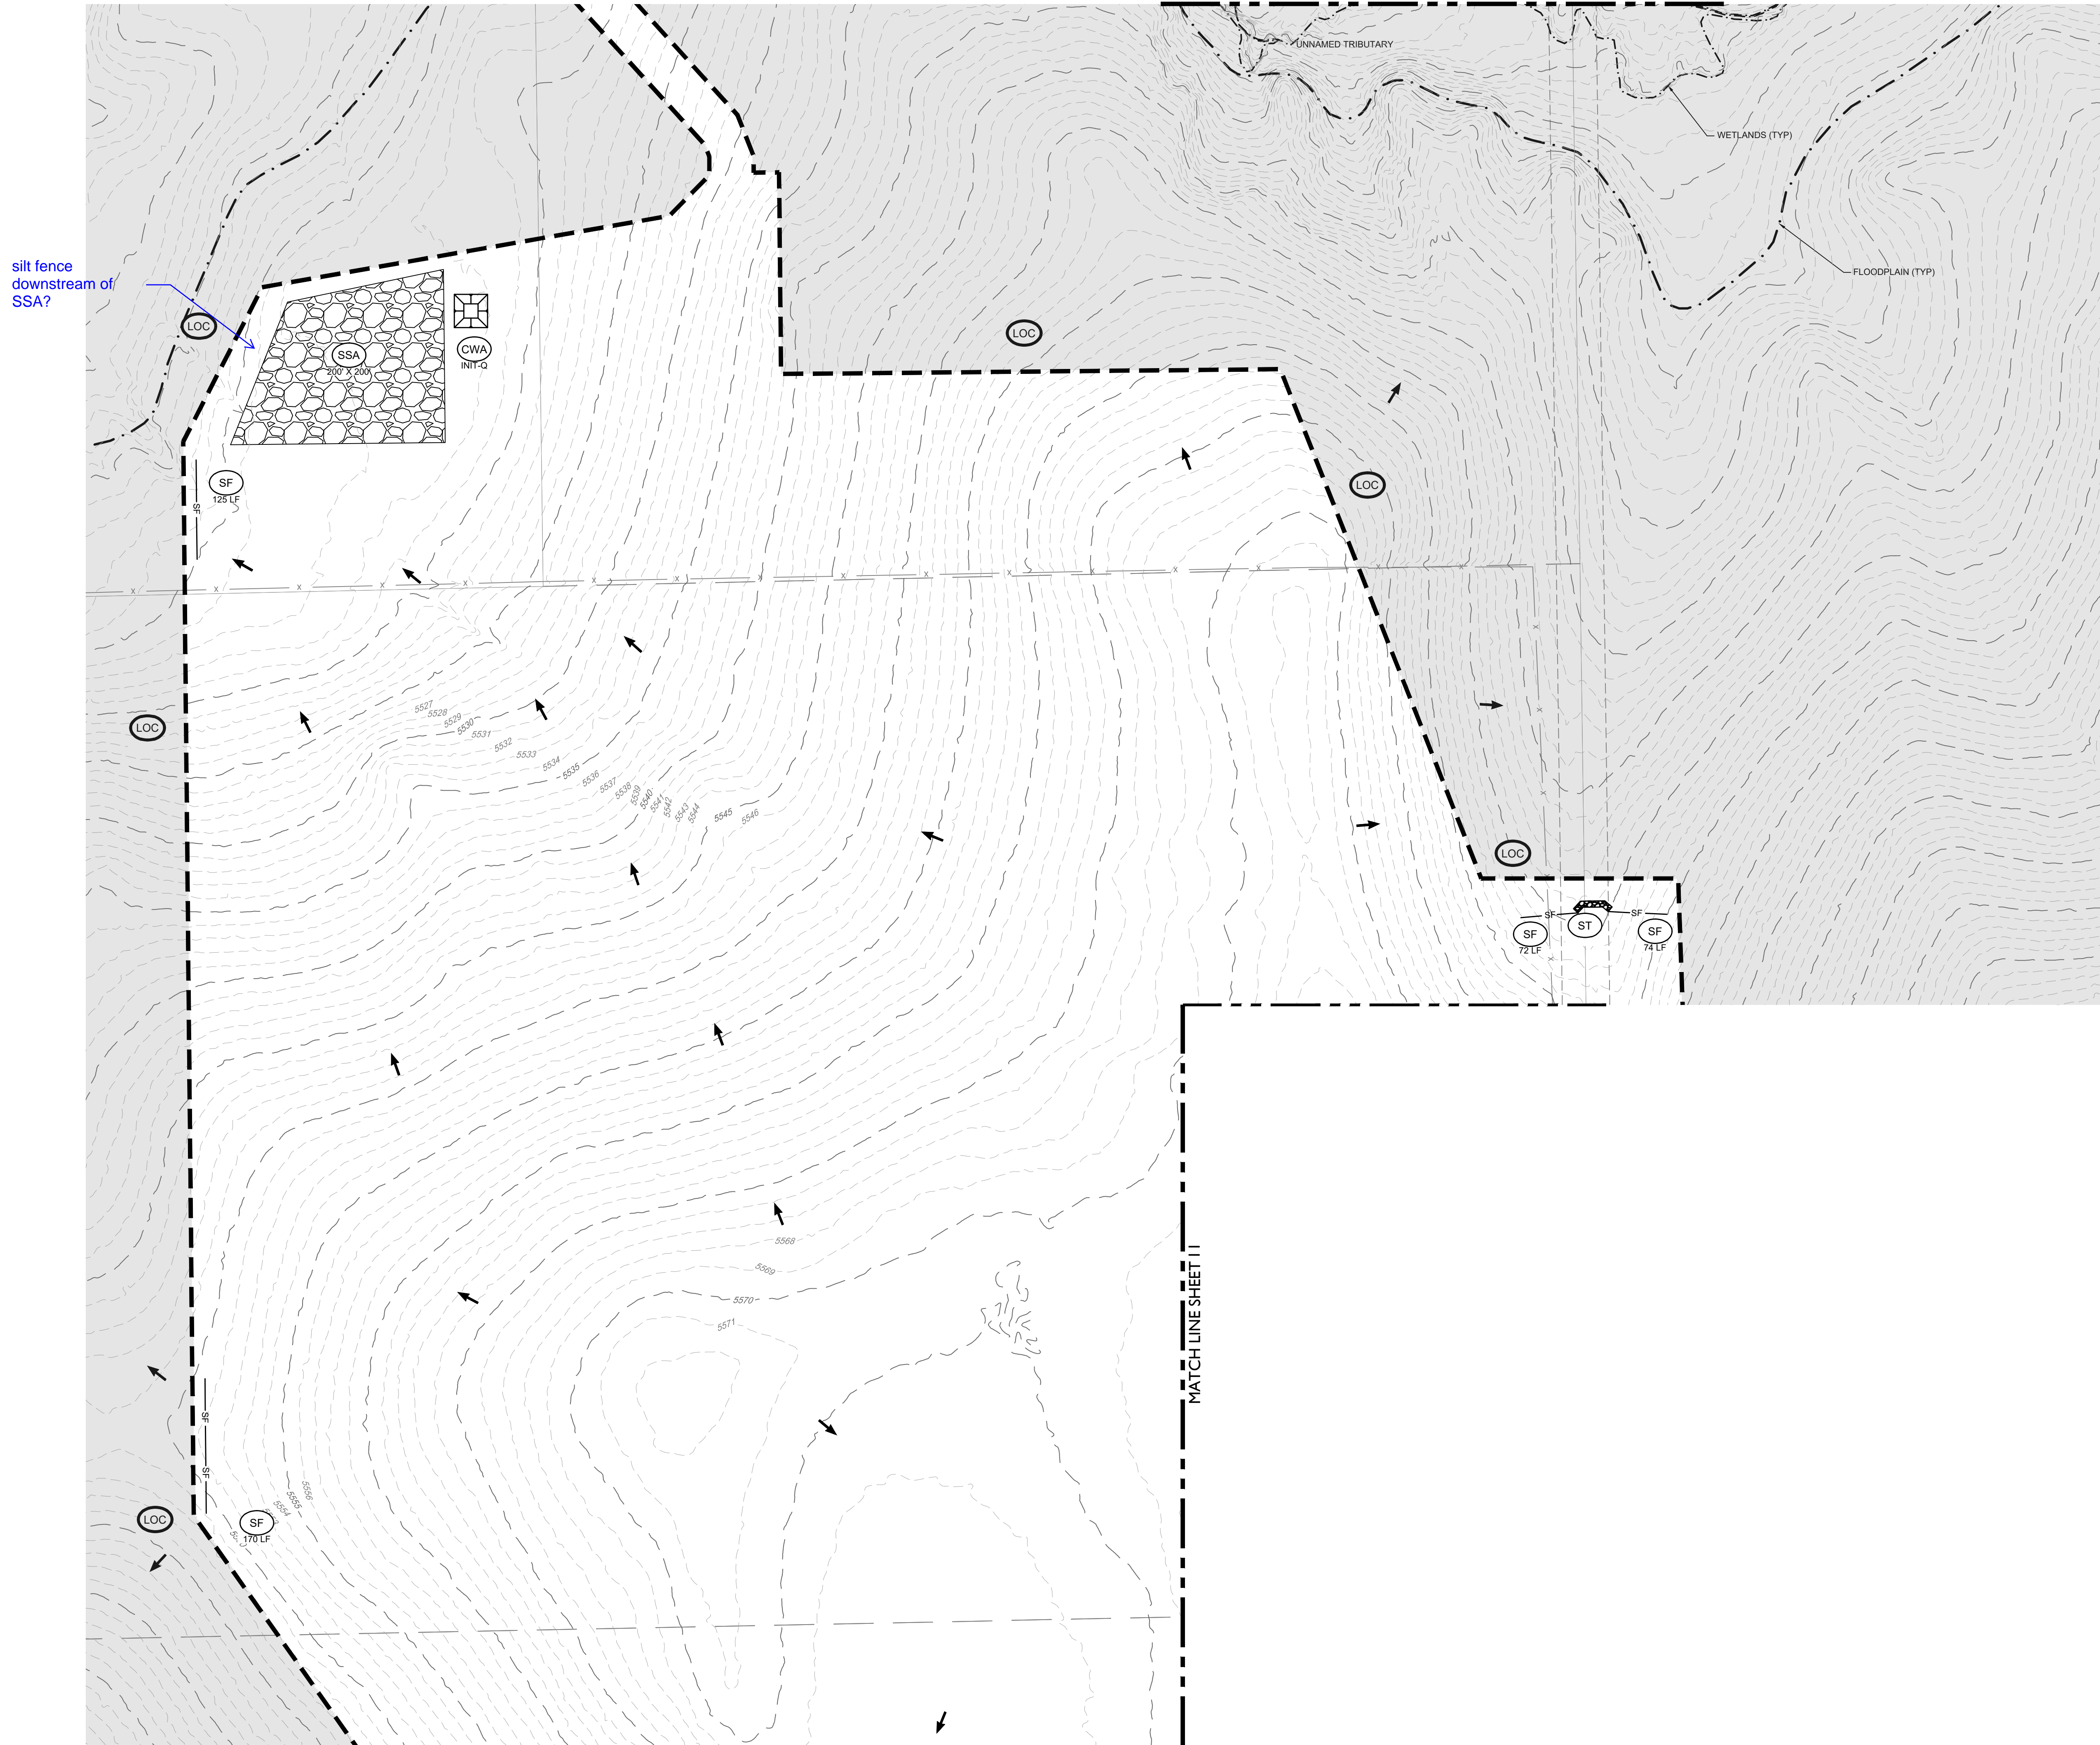 UNNAMED TRIBUTARY
WETLANDS (TYP)
FLOODPLAIN (TYP)
silt fence
downstream of
SSA?
LOC
SSA
200' X 200'
CWA
INIT-Q
LOC
SF
125 LF
SF
LOC
X X X X X X X X X X X X X X X X X
X
X
X
X
X
LOC
5527
5528
5529
5530
5531
5532
5533
5534
5535
5536
5537
5538
5539
5540
5541
5542
5543
5544
5545
5546
LOC
SF
SF
SF
72 LF
ST
SF
74 LF
5568
5569
5570
5571
MATCH LINE SHEET 11
SF
SF
5556
5555
5554
LOC
SF
170 LF